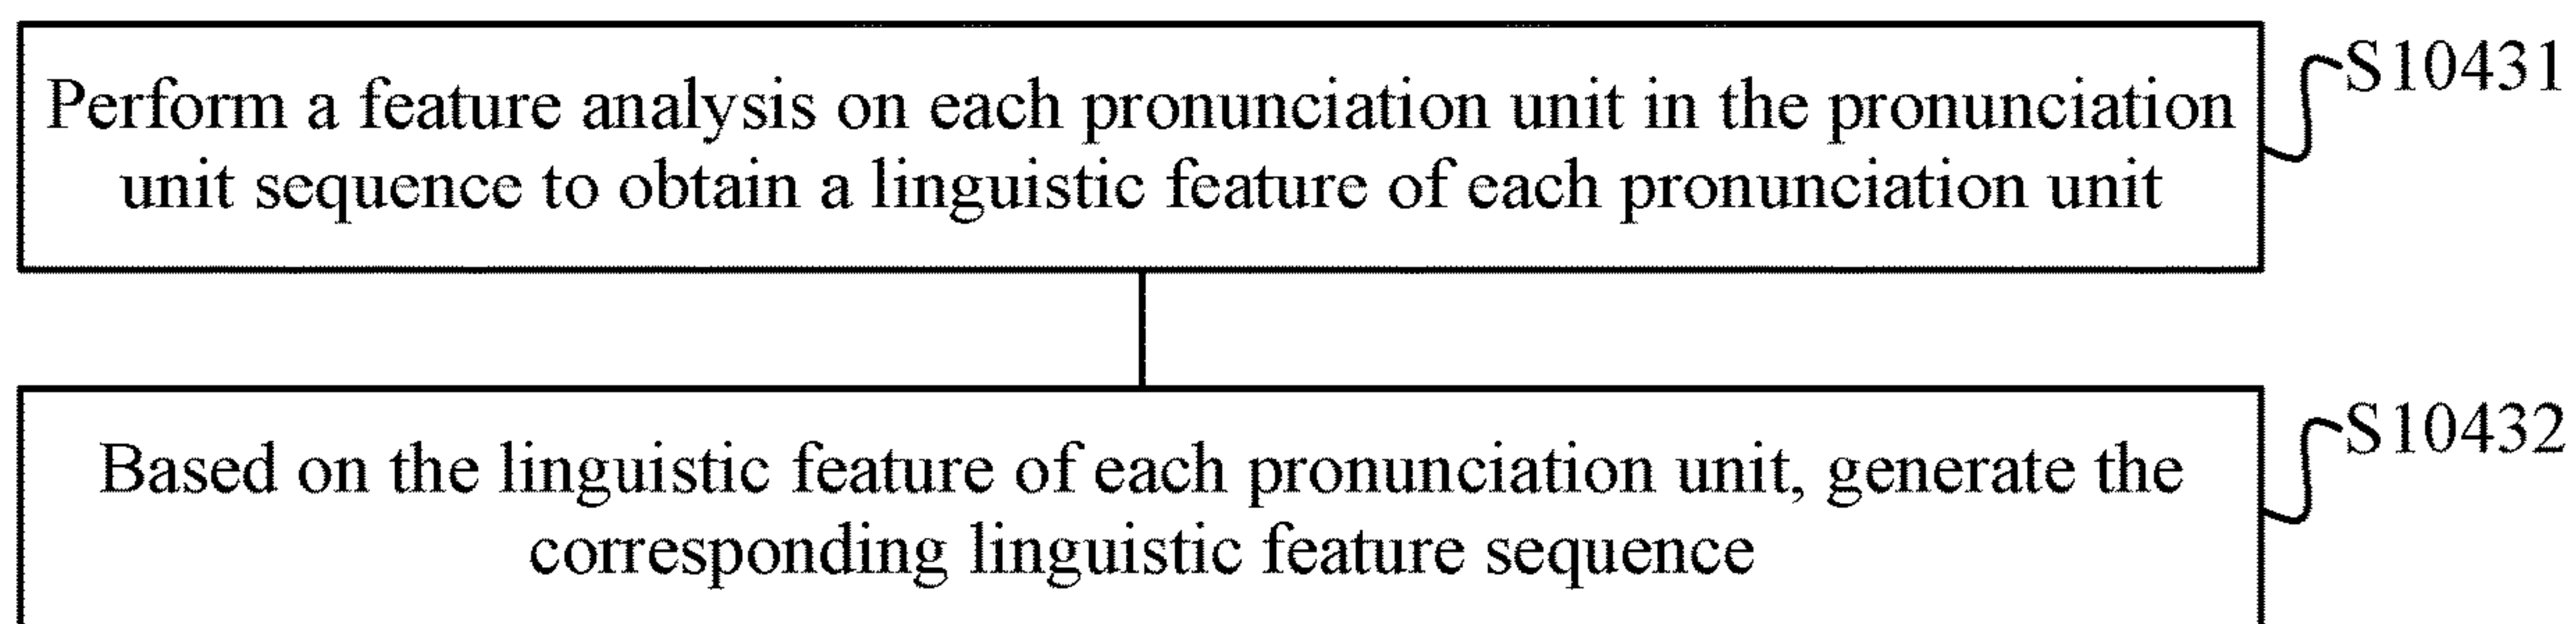 Perform a feature analysis on each pronunciation unit in the pronunciation
unit sequence to obtain a linguistic feature of each pronunciation unit
S10431
Based on the linguistic feature of each pronunciation unit, generate the
corresponding linguistic feature sequence
S10432